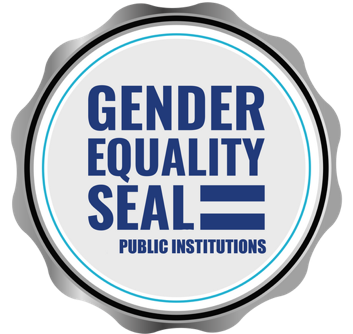 GENDER
EQUALITY
SEAL
PUBLIC INSTITUTIONS